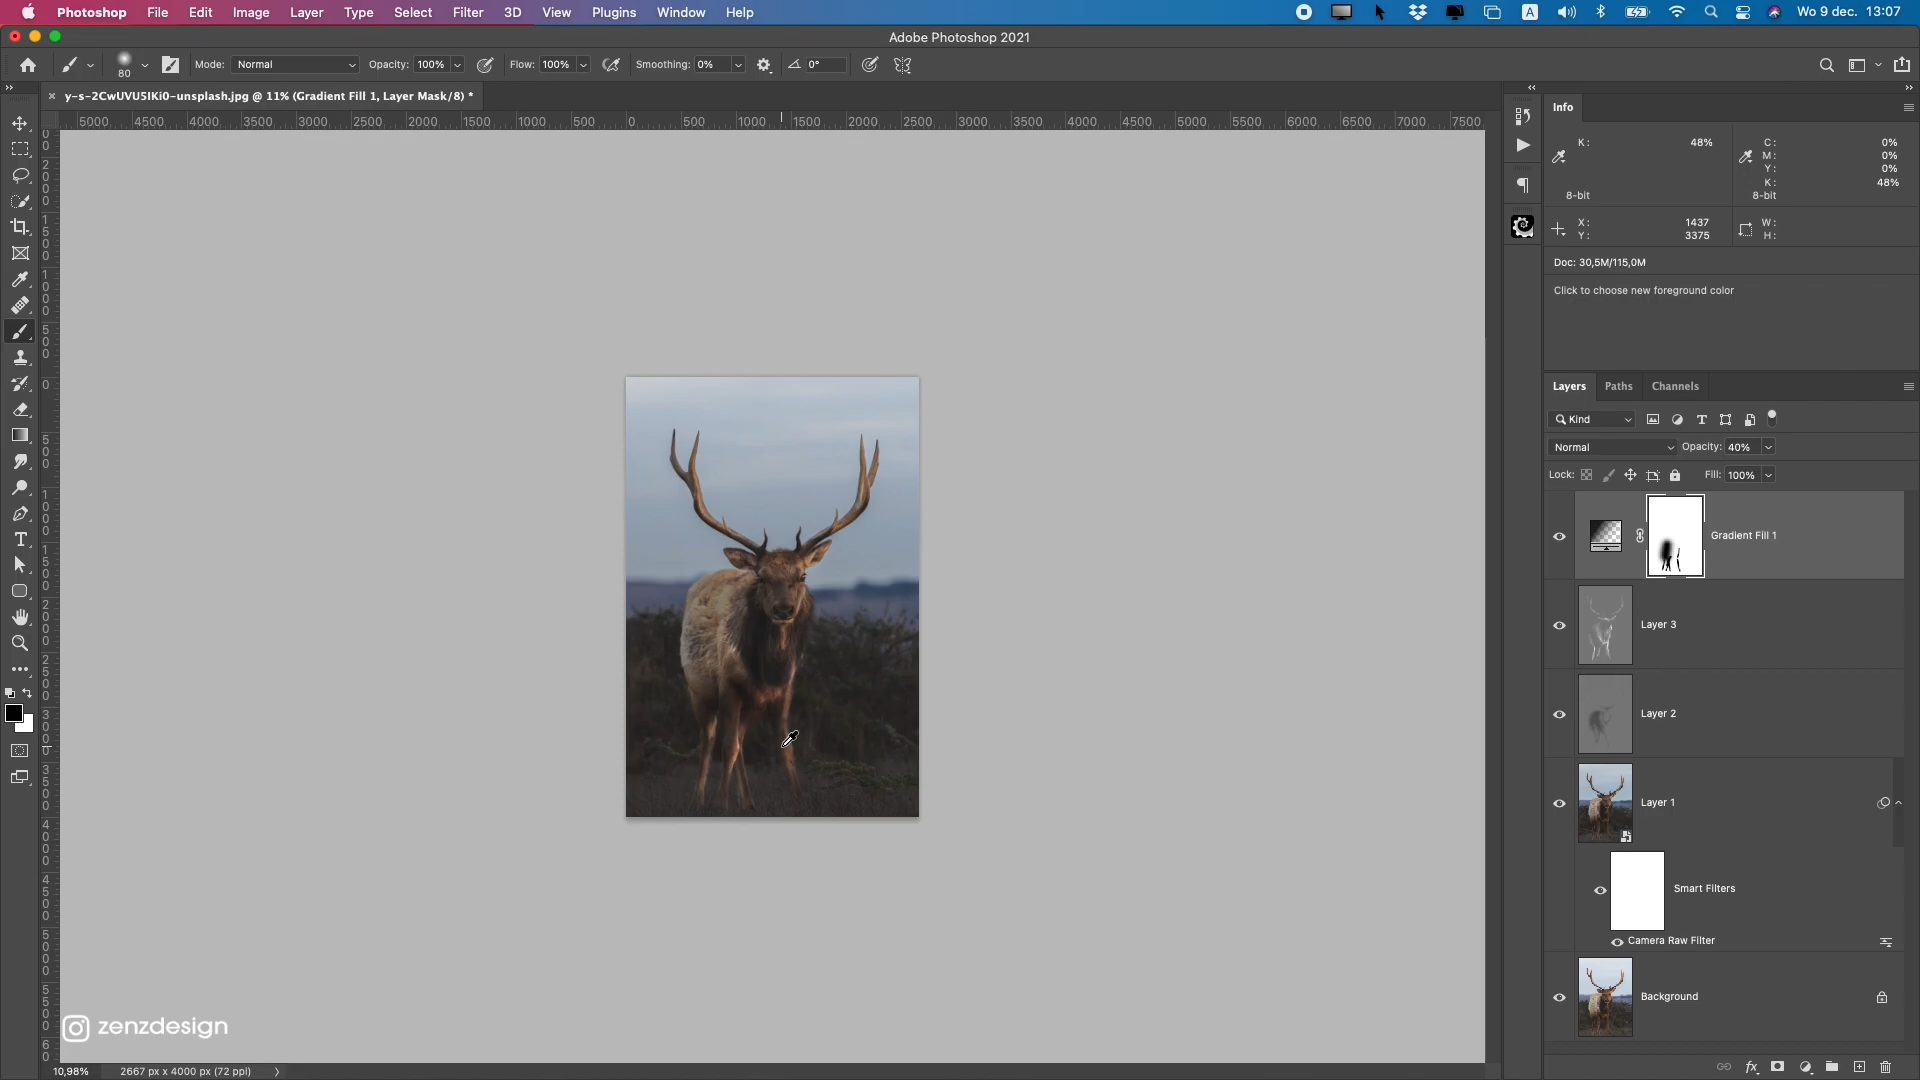 Photoshop File Edit Image Layer Type Select Filter 3D View Plugins Window Help A Wo 9 dec. 13:07
Adobe Photoshop 2021
80 Mode: Normal Opacity: 100% Flow: 100% Smoothing: 0% 0°
y-s-2CwUVU5IKi0-unsplash.jpg @ 11% (Gradient Fill 1, Layer Mask/8) *
5000 4500 4000 3500 3000 2500 2000 1500 1000 500 0 500 1000 1500 2000 2500 3000 3500 4000 4500 5000 5500 6000 6500 7000 7500
Info
K: 48% C: 0%
M: 0%
Y: 0%
K: 48%
8-bit 8-bit
X: 1437 W:
Y: 3375 H:
Doc: 30,5M/115,0M
Click to choose new foreground color
Layers Paths Channels
Kind
Normal Opacity: 40%
Lock: Fill: 100%
Gradient Fill 1
Layer 3
Layer 2
Layer 1
Smart Filters
Camera Raw Filter
Background
fx
zenzdesign
10,98% 2667 px x 4000 px (72 ppi)